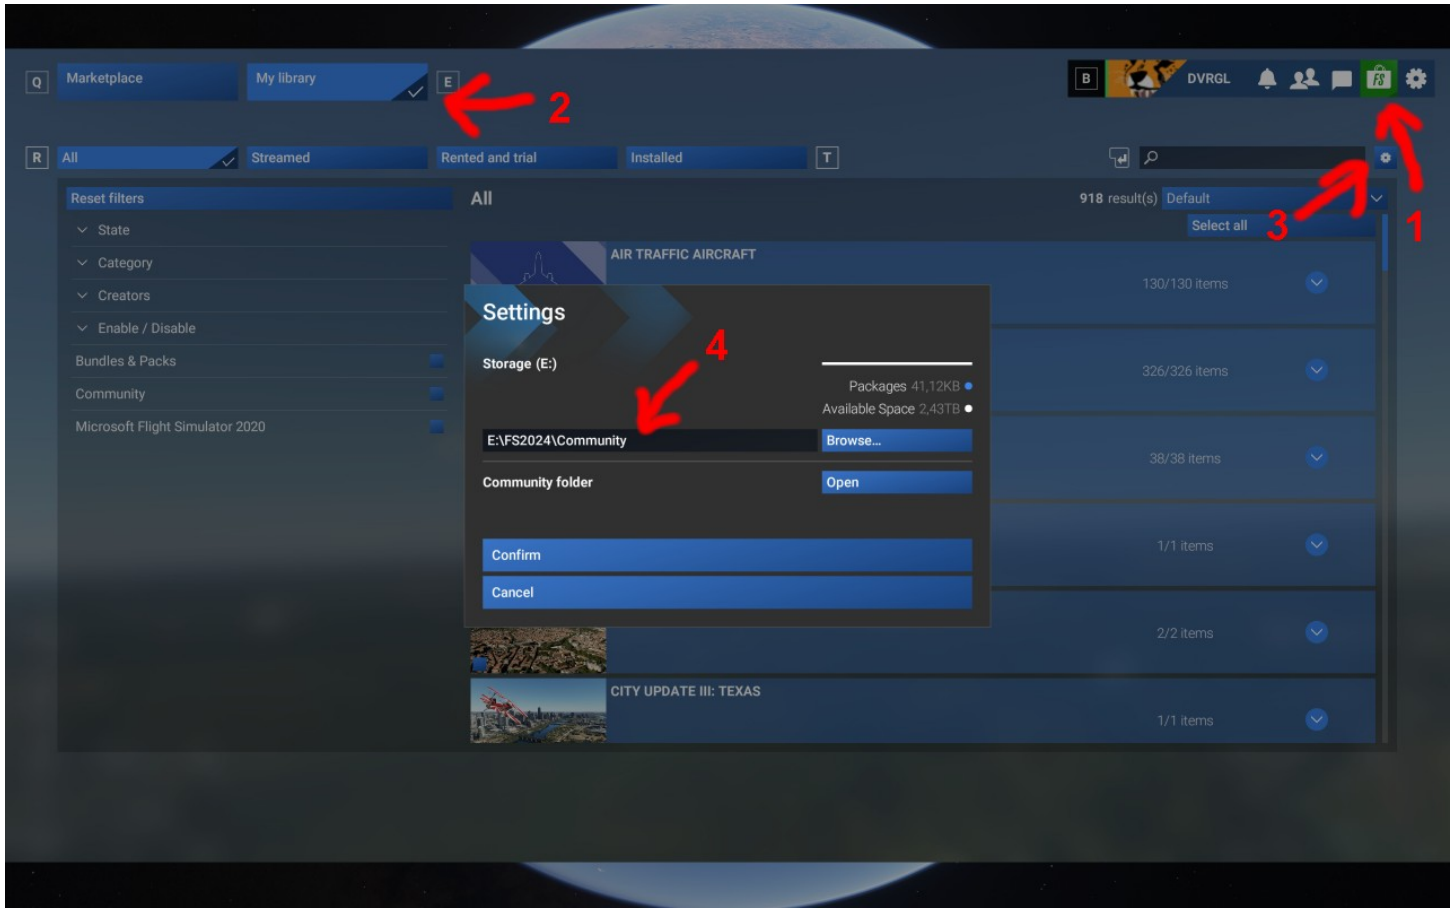 Q
Marketplace
My library
E
2
B
DVRGL
FS
R
All
Streamed
Rented and trial
Installed
T
3
1
Reset filters
State
Category
Creators
Enable / Disable
Bundles & Packs
Community
Microsoft Flight Simulator 2020
All
918 result(s) Default
Select all
AIR TRAFFIC AIRCRAFT
130/130 items
326/326 items
38/38 items
1/1 items
2/2 items
CITY UPDATE III: TEXAS
1/1 items
Settings
4
Storage (E:)
Packages 41,12KB
Available Space 2,43TB
E:\FS2024\Community
Browse...
Community folder
Open
Confirm
Cancel